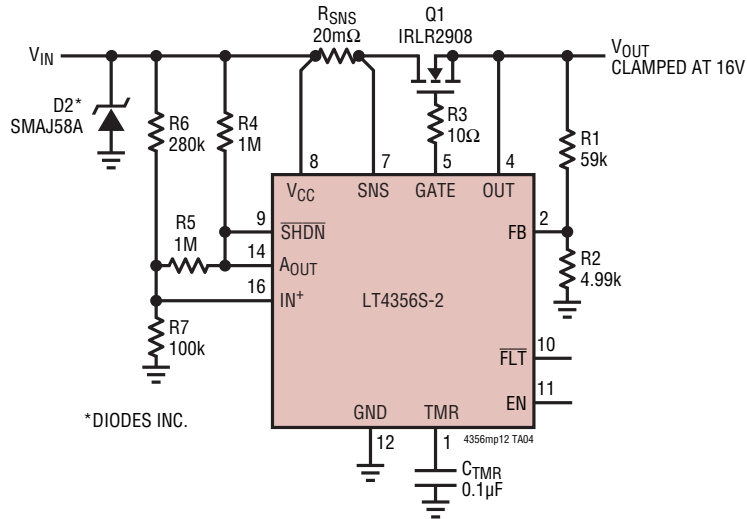 RSNS
20mΩ
Q1
IRLR2908
VIN
VOUT
CLAMPED AT 16V
D2*
SMAJ58A
R6
280k
R4
1M
R3
10Ω
R1
59k
8
7
5
4
VCC
SNS
GATE
OUT
R5
1M
9
SHDN
2
FB
14
AOUT
R2
4.99k
16
IN+
LT4356S-2
R7
100k
10
FLT
11
EN
*DIODES INC.
GND
TMR
12
1
4356mp12 TA04
CTMR
0.1µF